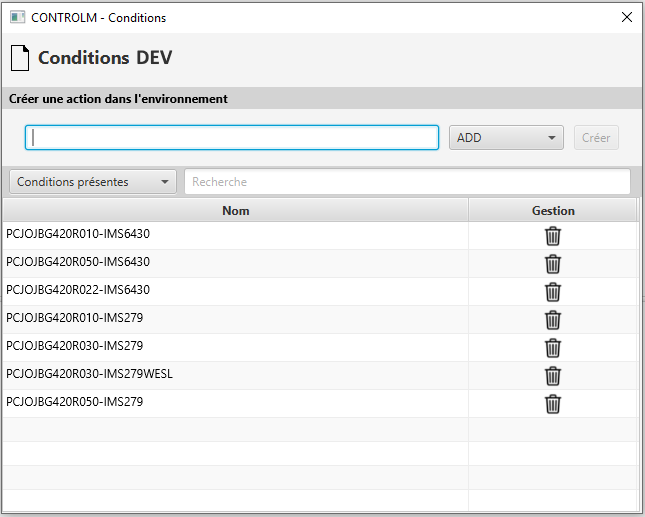 CONTROLM - Conditions
Conditions DEV
Créer une action dans l'environnement
ADD
Créer
Conditions présentes
Recherche
Nom Gestion
PCJOJBG420R010-IMS6430
PCJOJBG420R050-IMS6430
PCJOJBG420R022-IMS6430
PCJOJBG420R010-IMS279
PCJOJBG420R030-IMS279
PCJOJBG420R030-IMS279WESL
PCJOJBG420R050-IMS279